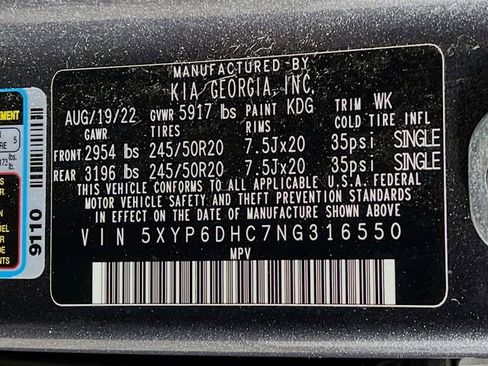 MANUFACTURED BY
KIA GEORGIA, INC.
AUG/19/22 GVWR 5917 lbs PAINT KDG TRIM WK
GAWR TIRES RIMS COLD TIRE INFL
FRONT 2954 lbs 245/50R20 7.5Jx20 35psi SINGLE
REAR 3196 lbs 245/50R20 7.5Jx20 35psi SINGLE
THIS VEHICLE CONFORMS TO ALL APPLICABLE U.S.A. FEDERAL
MOTOR VEHICLE SAFETY AND THEFT PREVENTION STANDARDS
IN EFFECT ON THE DATE OF MANUFACTURE SHOWN ABOVE
VIN 5XYP6DHC7NG316550
MPV
9110